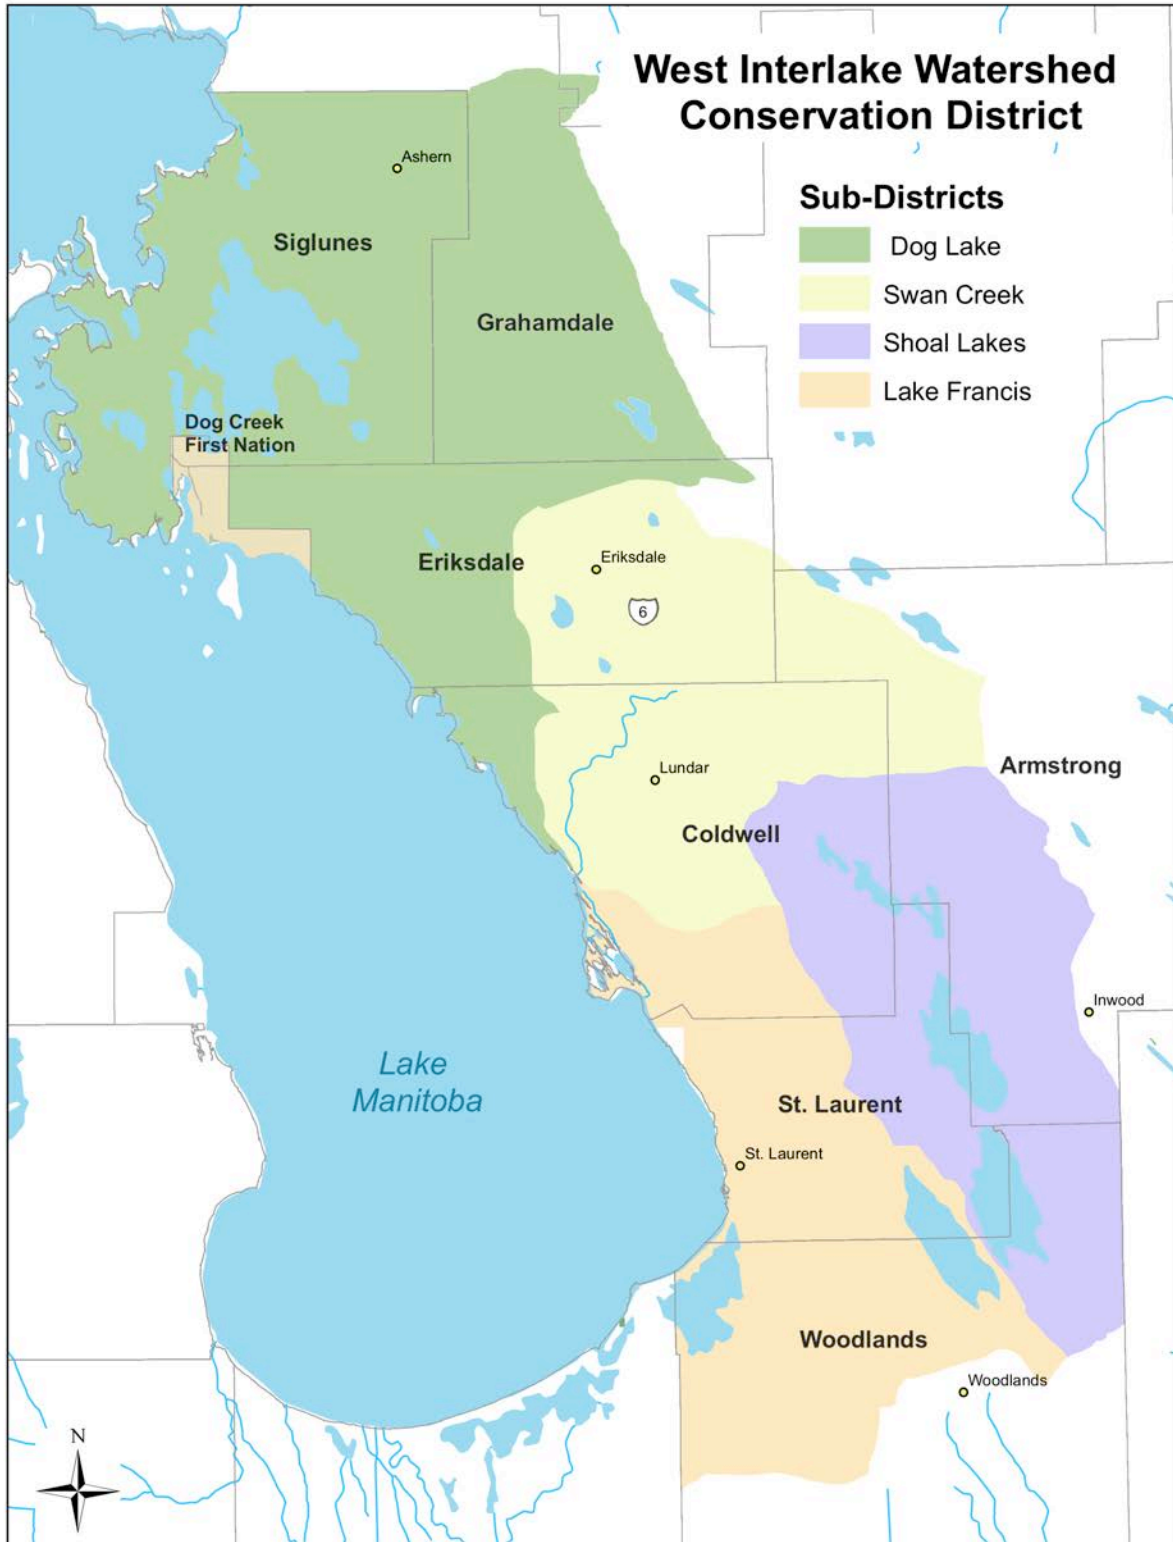 West Interlake Watershed
Conservation District
Sub-Districts
Dog Lake
Swan Creek
Shoal Lakes
Lake Francis
Ashern
Siglunes
Grahamdale
Dog Creek
First Nation
Eriksdale
Eriksdale
6
Lundar
Armstrong
Coldwell
Inwood
Lake
Manitoba
St. Laurent
St. Laurent
Woodlands
Woodlands
N